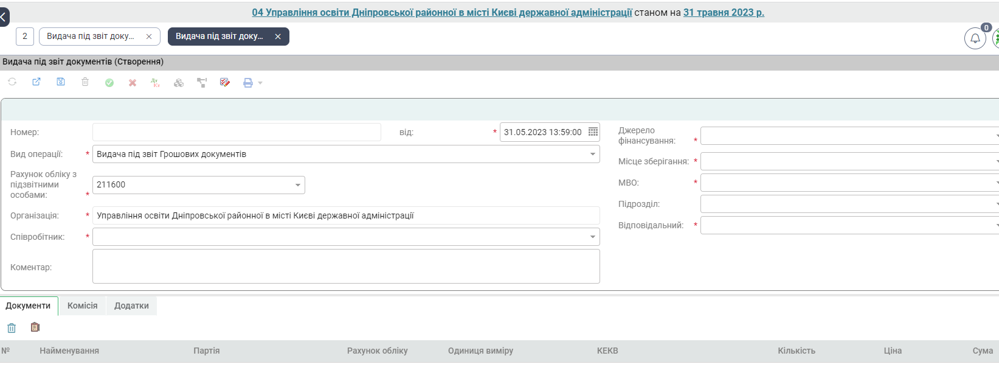 04 Управління освіти Дніпровської районної в місті Києві державної адміністрації станом на 31 травня 2023 р.
2 Видача під звіт доку... × Видача під звіт доку... × 0
Видача під звіт документів (Створення)
Дт
Кт
Номер: від: * 31.05.2023 13:59:00
Джерело
фінансування: *
Вид операції: * Видача під звіт Грошових документів
Місце зберігання: *
Рахунок обліку з
підзвітними
особами: * 211600
МВО: *
Підрозділ:
Організація: * Управління освіти Дніпровської районної в місті Києві державної адміністрації
Відповідальний: *
Співробітник: *
Коментар:
Документи Комісія Додатки
№ Найменування Партія Рахунок обліку Одиниця виміру КЕКВ Кількість Ціна Сума